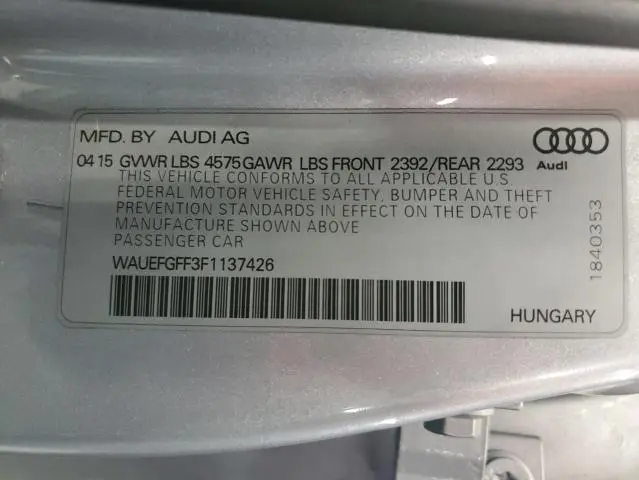 MFD. BY AUDI AG
04 15 GVWR LBS 4575 GAWR LBS FRONT 2392/REAR 2293
Audi
THIS VEHICLE CONFORMS TO ALL APPLICABLE U.S.
FEDERAL MOTOR VEHICLE SAFETY, BUMPER AND THEFT
PREVENTION STANDARDS IN EFFECT ON THE DATE OF
MANUFACTURE SHOWN ABOVE
PASSENGER CAR
WAUEFGFF3F1137426
HUNGARY
1840353